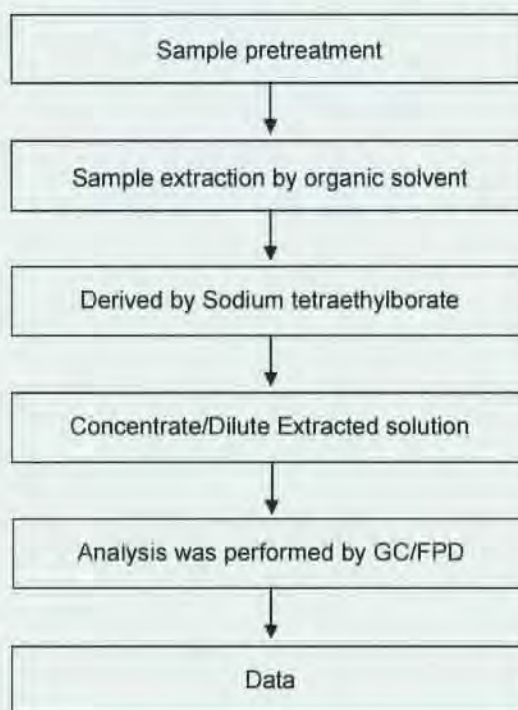 Sample pretreatment
Sample extraction by organic solvent
Derived by Sodium tetraethylborate
Concentrate/Dilute Extracted solution
Analysis was performed by GC/FPD
Data